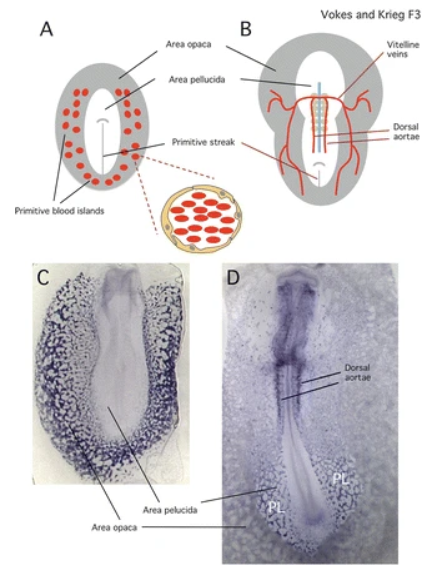 Vokes and Krieg F3
A
B
Area opaca
Vitelline
veins
Area pellucida
Primitive streak
Dorsal
aortae
Primitive blood islands
C
D
Dorsal
aortae
PL
PL
Area pelucida
Area opaca